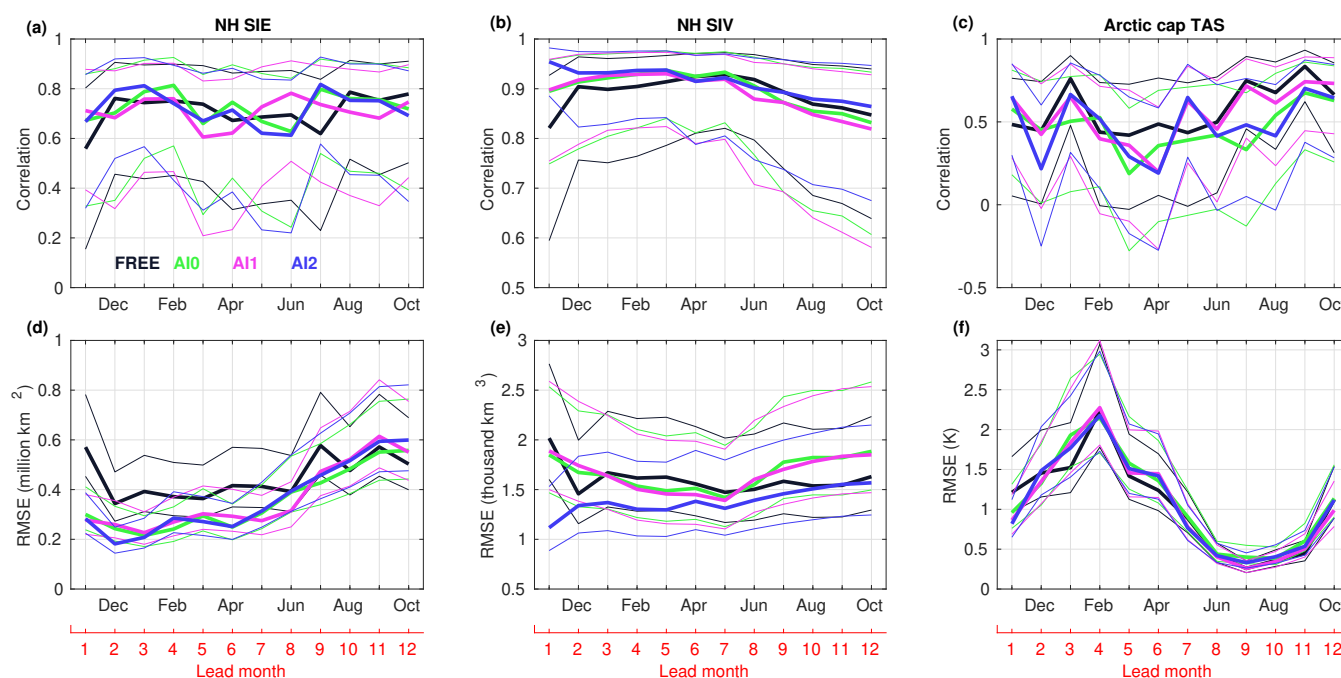 (a) NH SIE
1
0.8
0.6
0.4
0.2
0
Correlation
FREE AI0 AI1 AI2
Dec Feb Apr Jun Aug Oct
(b) NH SIV
1
0.9
0.8
0.7
0.6
0.5
Correlation
Dec Feb Apr Jun Aug Oct
(c) Arctic cap TAS
1
0.5
0
-0.5
Correlation
Dec Feb Apr Jun Aug Oct
(d)
1
0.8
0.6
0.4
0.2
0
RMSE (million km 2)
Dec Feb Apr Jun Aug Oct
1 2 3 4 5 6 7 8 9 10 11 12
Lead month
(e)
3
2.5
2
1.5
1
0.5
RMSE (thousand km 3)
Dec Feb Apr Jun Aug Oct
1 2 3 4 5 6 7 8 9 10 11 12
Lead month
(f)
3
2.5
2
1.5
1
0.5
0
RMSE (K)
Dec Feb Apr Jun Aug Oct
1 2 3 4 5 6 7 8 9 10 11 12
Lead month